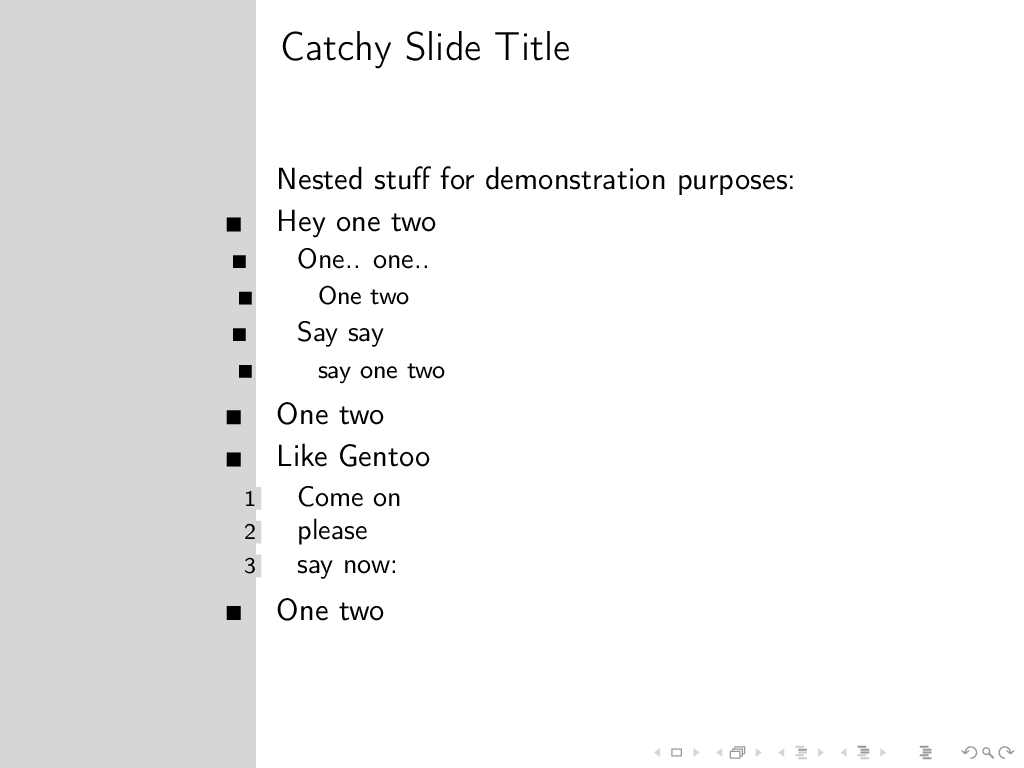 Catchy Slide Title
Nested stuff for demonstration purposes:
■ Hey one two
■ One.. one..
■ One two
■ Say say
■ say one two
■ One two
■ Like Gentoo
1 Come on
2 please
3 say now:
■ One two